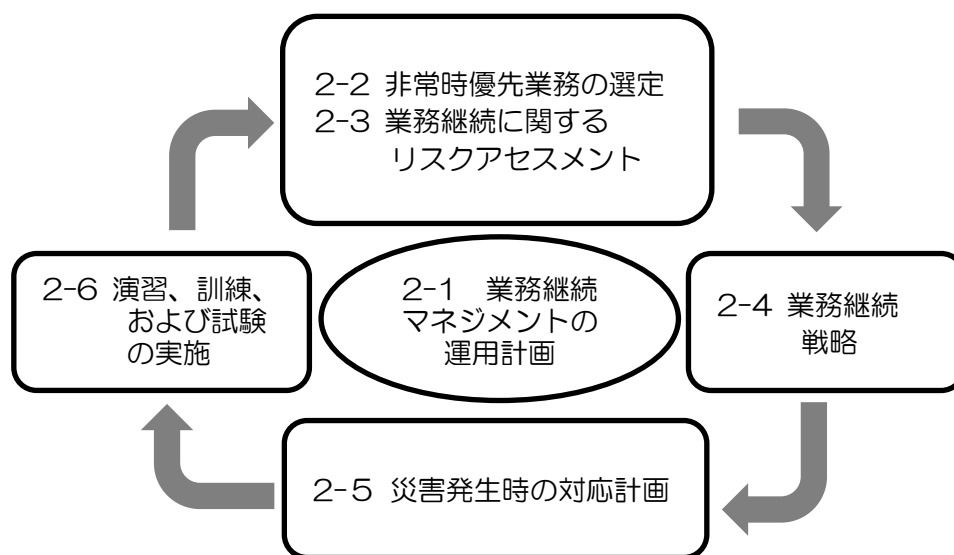 2-2 非常時優先業務の選定
2-3 業務継続に関する
リスクアセスメント
2-6 演習、訓練、
および試験
の実施
2-1 業務継続
マネジメントの
運用計画
2-4 業務継続
戦略
2-5 災害発生時の対応計画